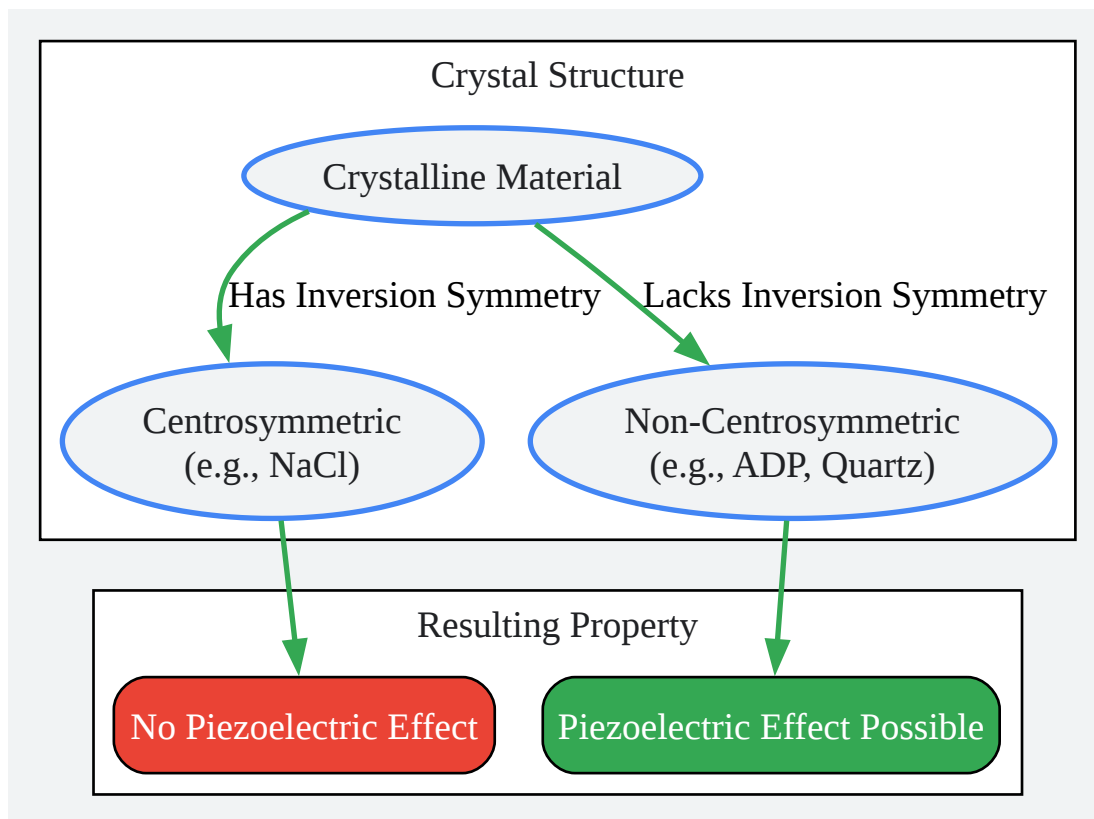 Crystal Structure
Crystalline Material
Has Inversion Symmetry
Lacks Inversion Symmetry
Centrosymmetric
(e.g., NaCl)
Non-Centrosymmetric
(e.g., ADP, Quartz)
Resulting Property
No Piezoelectric Effect
Piezoelectric Effect Possible